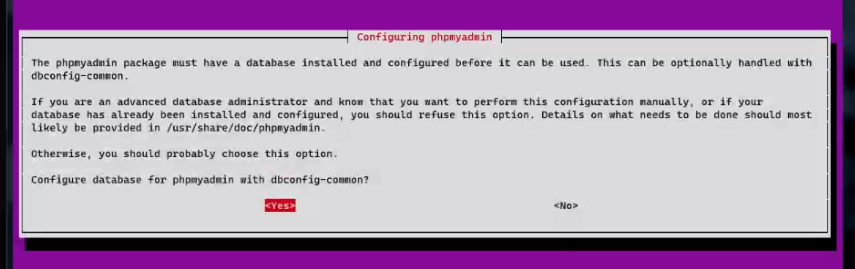 Configuring phpmyadmin
The phpmyadmin package must have a database installed and configured before it can be used. This can be optionally handled with
dbconfig-common.
If you are an advanced database administrator and know that you want to perform this configuration manually, or if your
database has already been installed and configured, you should refuse this option. Details on what needs to be done should most
likely be provided in /usr/share/doc/phpmyadmin.
Otherwise, you should probably choose this option.
Configure database for phpmyadmin with dbconfig-common?
<Yes> <No>